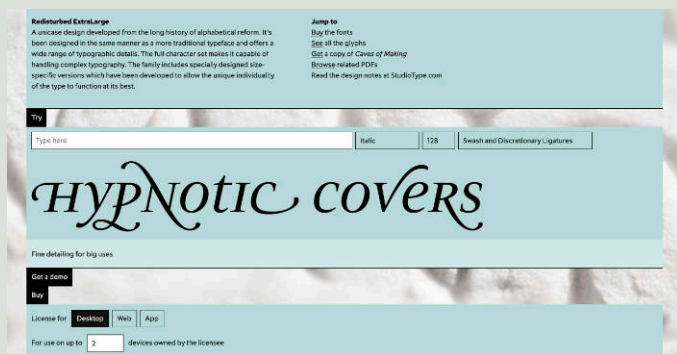 Redisturbed ExtraLarge
A unicase design developed from the long history of alphabetical reform. It's
been designed in the same manner as a more traditional typeface and offers a
wide range of typographic details. The full character set makes it capable of
handling complex typography. The family includes specially designed size-
specific versions which have been developed to allow the unique individuality
of the type to function at its best.
Jump to
Buy the fonts
See all the glyphs
Get a copy of Caves of Making
Browse related PDFs
Read the design notes at StudioType.com
Try
Type here
Italic
128
Swash and Discretionary Ligatures
HYPNOTIC COVERS
Fine detailing for big uses
Get a demo
Buy
License for Desktop Web App
For use on up to 2 devices owned by the licensee